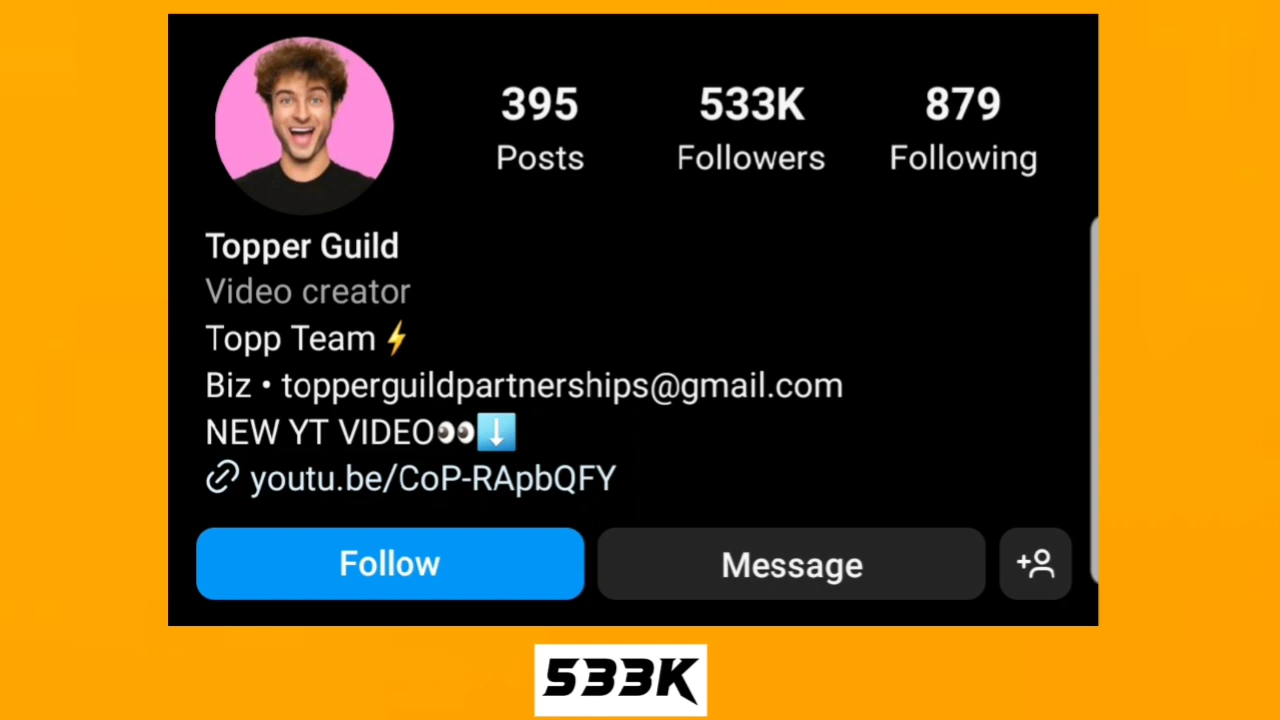 395 533K 879
Posts Followers Following
Topper Guild
Video creator
Topp Team ⚡
Biz • topperguildpartnerships@gmail.com
NEW YT VIDEO👀⬇️
youtu.be/CoP-RApbQFY
Follow Message
533K